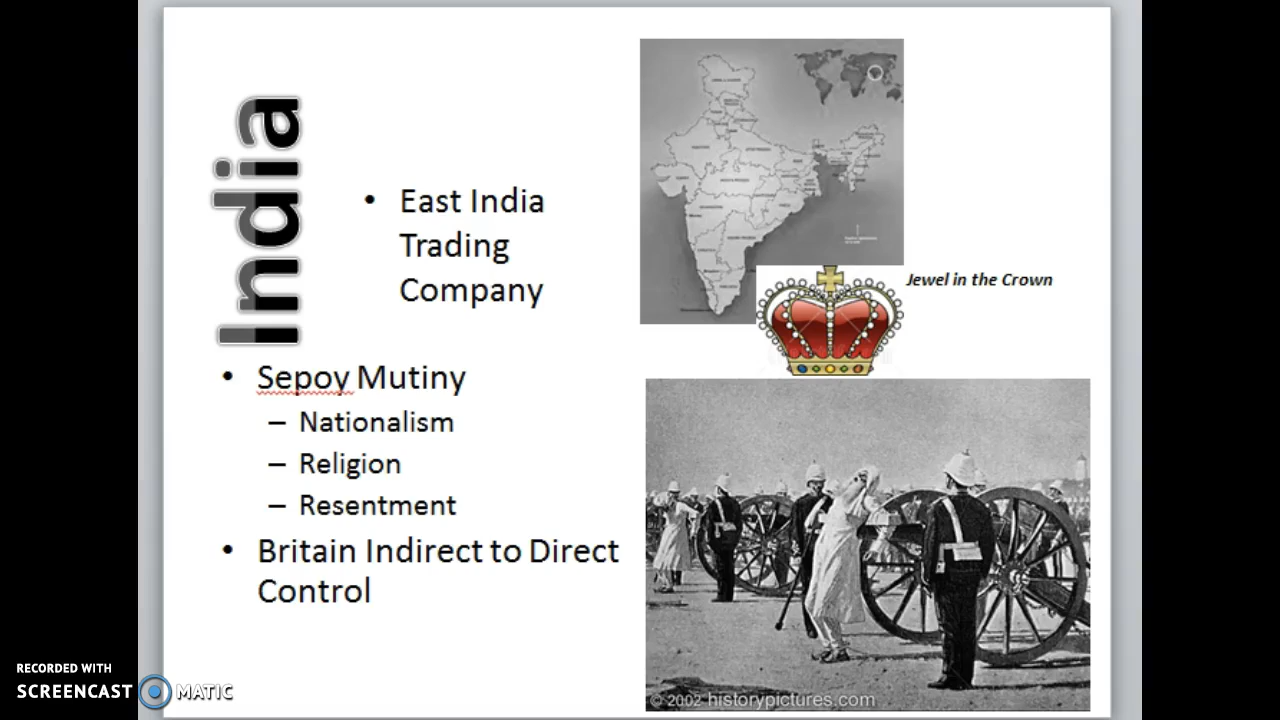 India
• East India
Trading
Company
Jewel in the Crown
• Sepoy Mutiny
– Nationalism
– Religion
– Resentment
• Britain Indirect to Direct
Control
© 2002 historypictures.com
RECORDED WITH
SCREENCAST MATIC